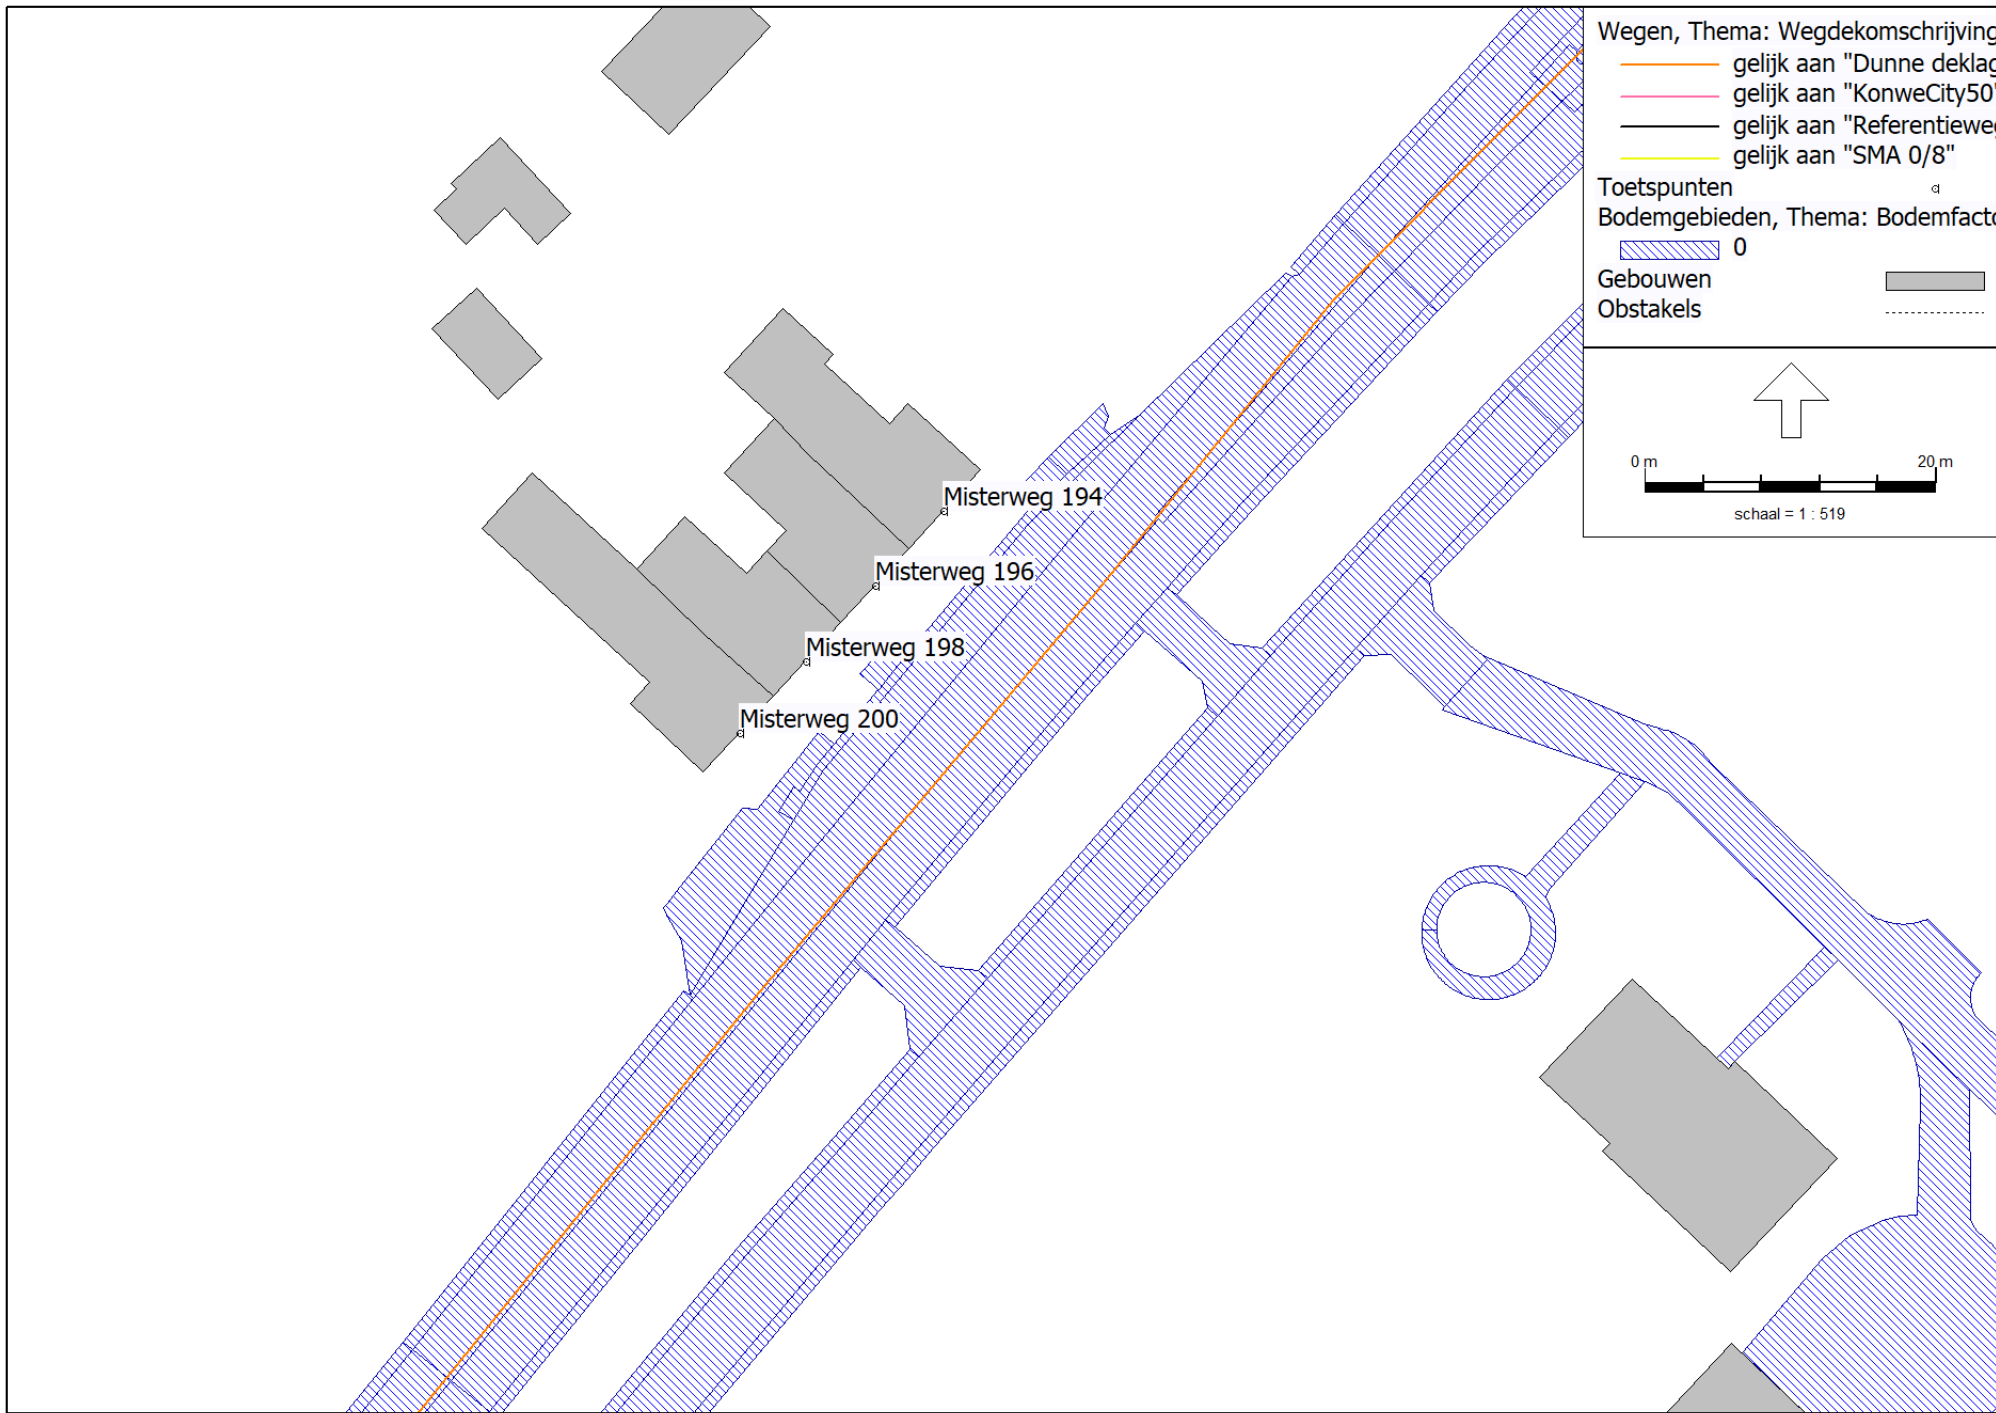 Wegen, Thema: Wegdekomschrijving
gelijk aan "Dunne deklag
gelijk aan "KonweCity50"
gelijk aan "Referentieweg
gelijk aan "SMA 0/8"
Toetspunten
Bodemgebieden, Thema: Bodemfacto
0
Gebouwen
Obstakels
0 m 20 m
schaal = 1 : 519
Misterweg 194
Misterweg 196
Misterweg 198
Misterweg 200